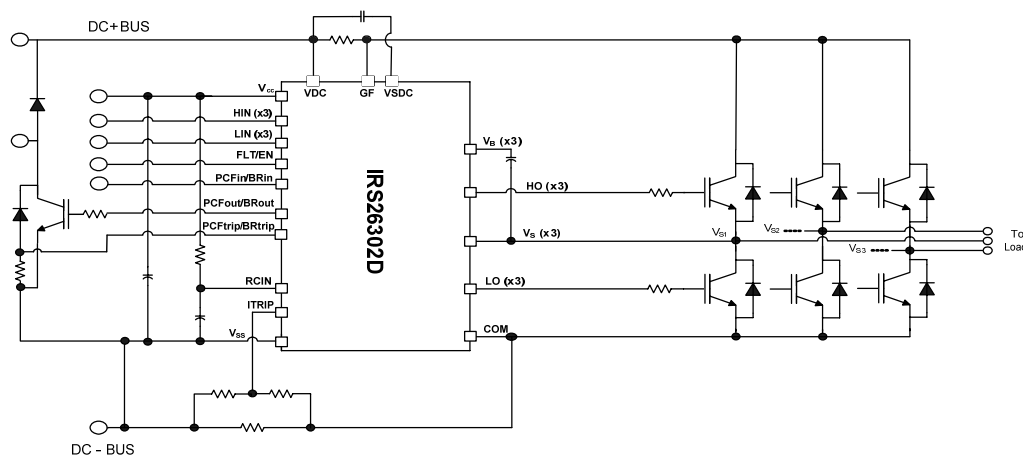 DC+BUS
VDC
GF
VSDC
Vcc
HIN (x3)
LIN (x3)
FLT/EN
PCFin/BRin
PCFout/BRout
PCFtrip/BRtrip
RCIN
ITRIP
VSS
IRS26302D
VB (x3)
HO (x3)
VS (x3)
LO (x3)
COM
VS1
VS2
VS3
To
Load
DC - BUS